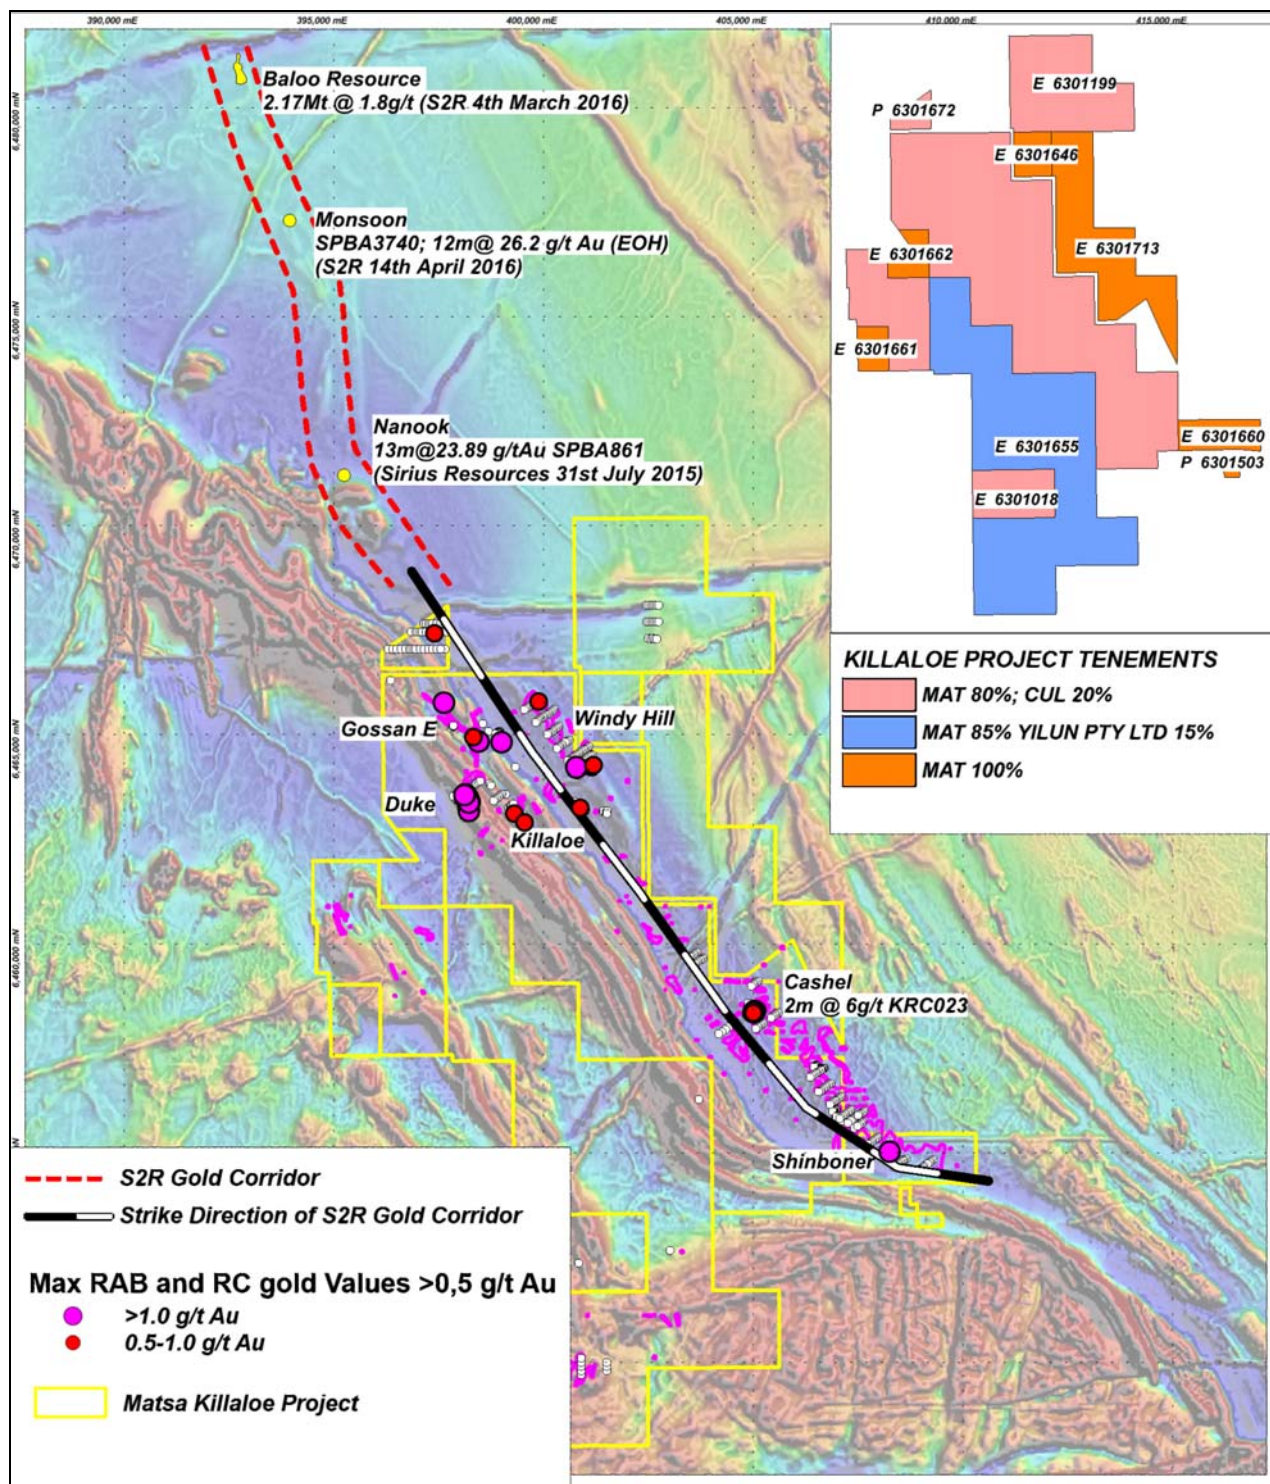 390,000 mE
395,000 mE
400,000 mE
405,000 mE
410,000 mE
415,000 mE
6,480,000 mN
6,475,000 mN
6,470,000 mN
6,465,000 mN
6,460,000 mN
Baloo Resource
2.17Mt @ 1.8g/t (S2R 4th March 2016)
Monsoon
SPBA3740; 12m@ 26.2 g/t Au (EOH)
(S2R 14th April 2016)
Nanook
13m@23.89 g/tAu SPBA861
(Sirius Resources 31st July 2015)
Gossan E
Windy Hill
Duke
Killaloe
Cashel
2m @ 6g/t KRC023
Shinboner
E 6301199
P 6301672
E 6301646
E 6301713
E 6301662
E 6301661
E 6301655
E 6301660
P 6301503
E 6301018
KILLALOE PROJECT TENEMENTS
MAT 80%; CUL 20%
MAT 85% YILUN PTY LTD 15%
MAT 100%
S2R Gold Corridor
Strike Direction of S2R Gold Corridor
Max RAB and RC gold Values >0,5 g/t Au
>1.0 g/t Au
0.5-1.0 g/t Au
Matsa Killaloe Project